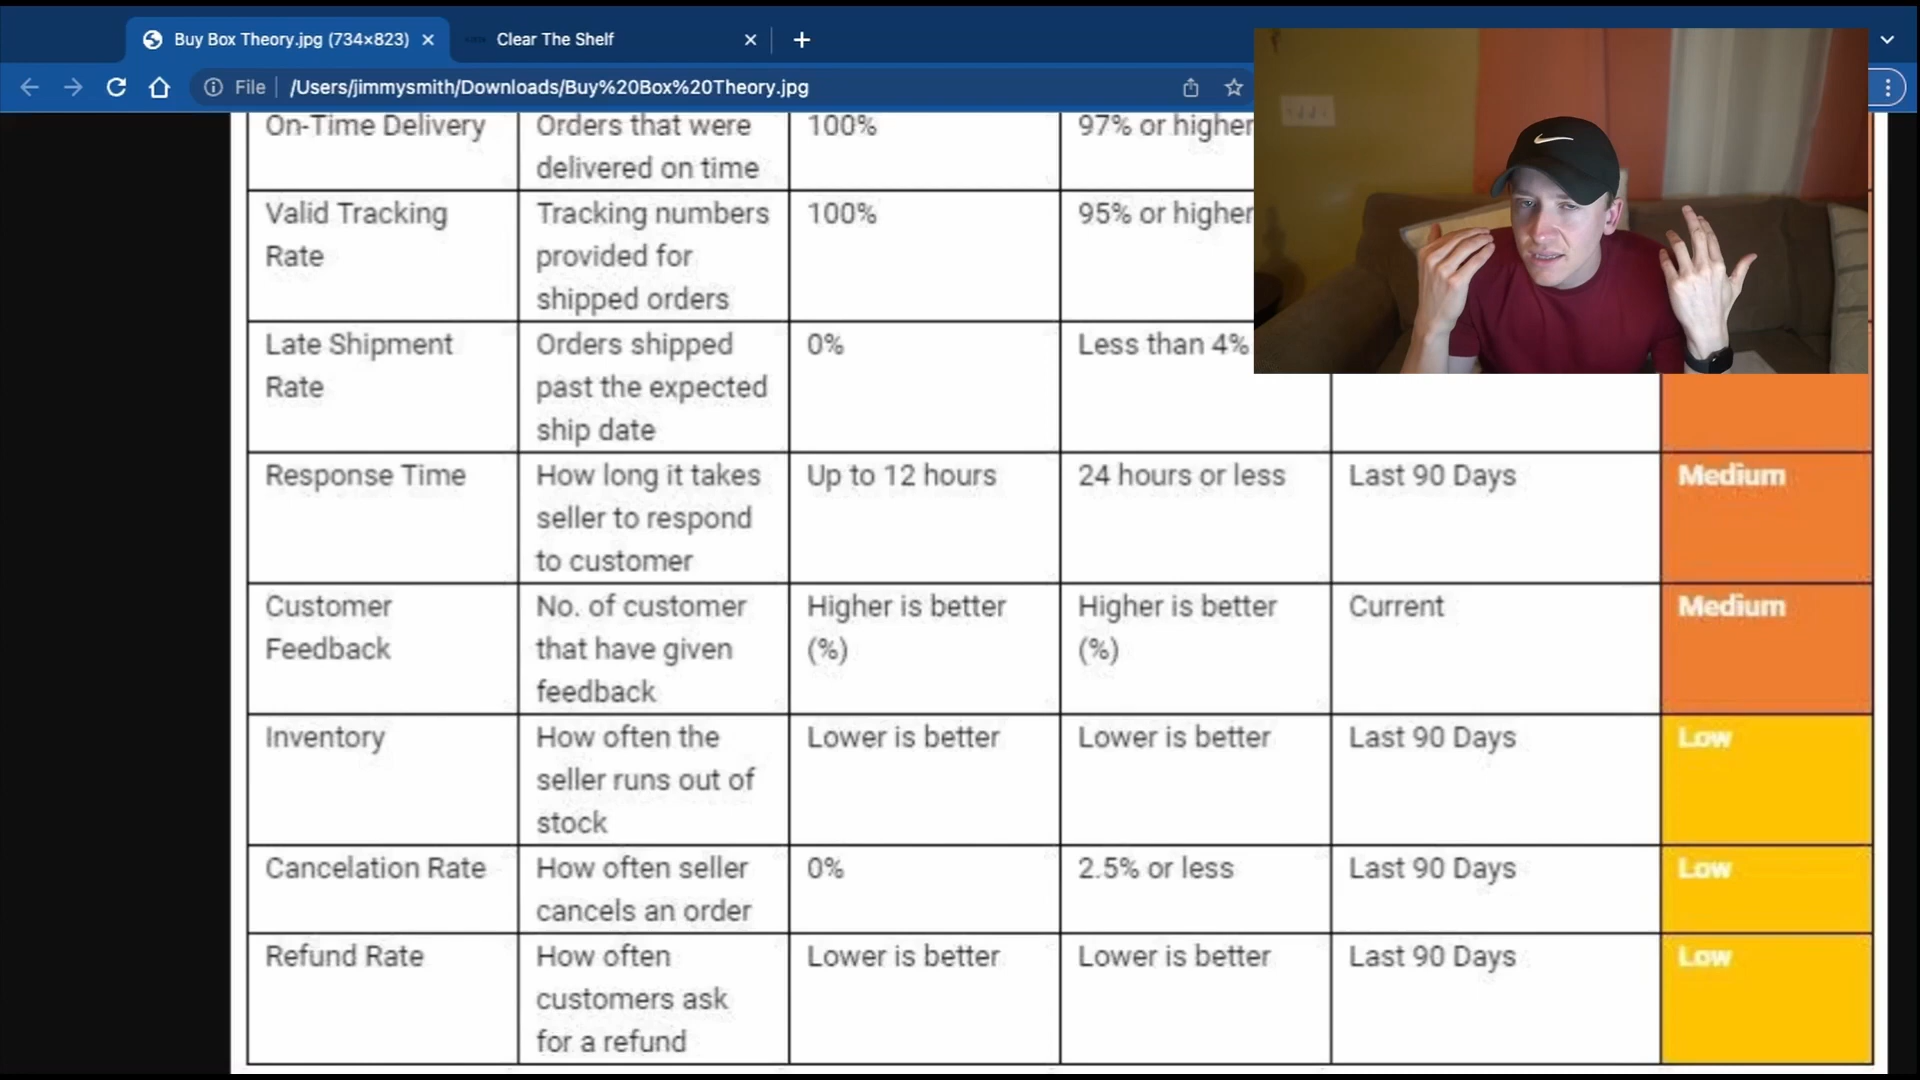 Buy Box Theory.jpg (734×823)
Clear The Shelf
File
/Users/jimmysmith/Downloads/Buy%20Box%20Theory.jpg
On-Time Delivery
Orders that were
delivered on time
100%
97% or higher
Valid Tracking
Rate
Tracking numbers
provided for
shipped orders
100%
95% or higher
Late Shipment
Rate
Orders shipped
past the expected
ship date
0%
Less than 4%
Response Time
How long it takes
seller to respond
to customer
Up to 12 hours
24 hours or less
Last 90 Days
Medium
Customer
Feedback
No. of customer
that have given
feedback
Higher is better
(%)
Higher is better
(%)
Current
Medium
Inventory
How often the
seller runs out of
stock
Lower is better
Lower is better
Last 90 Days
Low
Cancelation Rate
How often seller
cancels an order
0%
2.5% or less
Last 90 Days
Low
Refund Rate
How often
customers ask
for a refund
Lower is better
Lower is better
Last 90 Days
Low